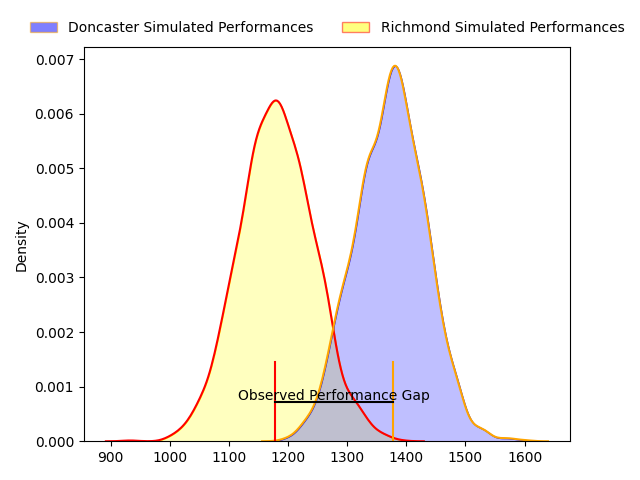 Doncaster Simulated Performances
Richmond Simulated Performances
0.007
0.006
0.005
0.004
0.003
0.002
0.001
0.000
Density
Observed Performance Gap
900 1000 1100 1200 1300 1400 1500 1600